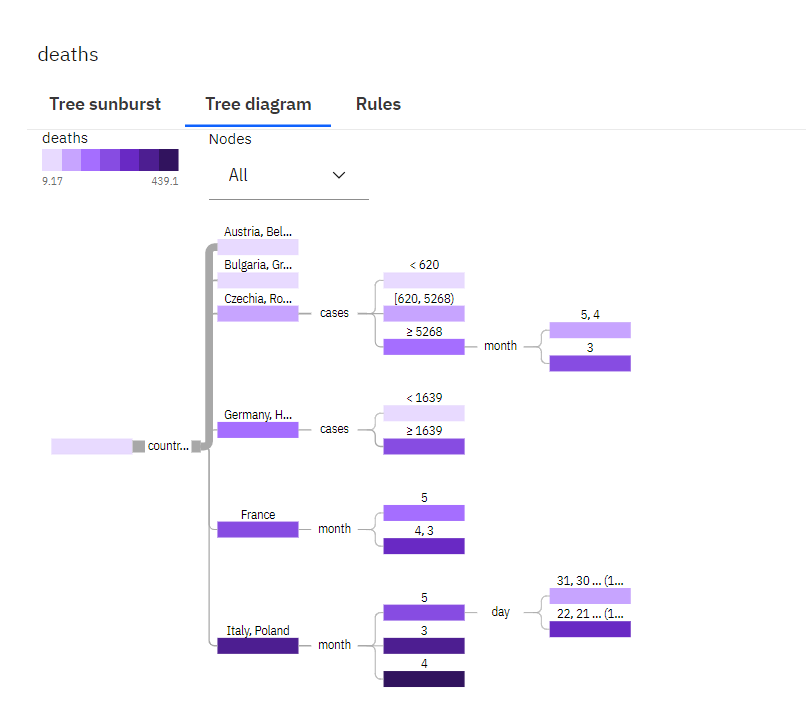 deaths
Tree sunburst Tree diagram Rules
deaths
Nodes
9.17 439.1
All
Austria, Bel...
Bulgaria, Gr...
< 620
Czechia, Ro...
cases
[620, 5268)
≥ 5268
month
5, 4
3
Germany, H...
cases
< 1639
≥ 1639
countr...
France
month
5
4, 3
Italy, Poland
month
5
day
31, 30 ... (1...
22, 21 ... (1...
3
4